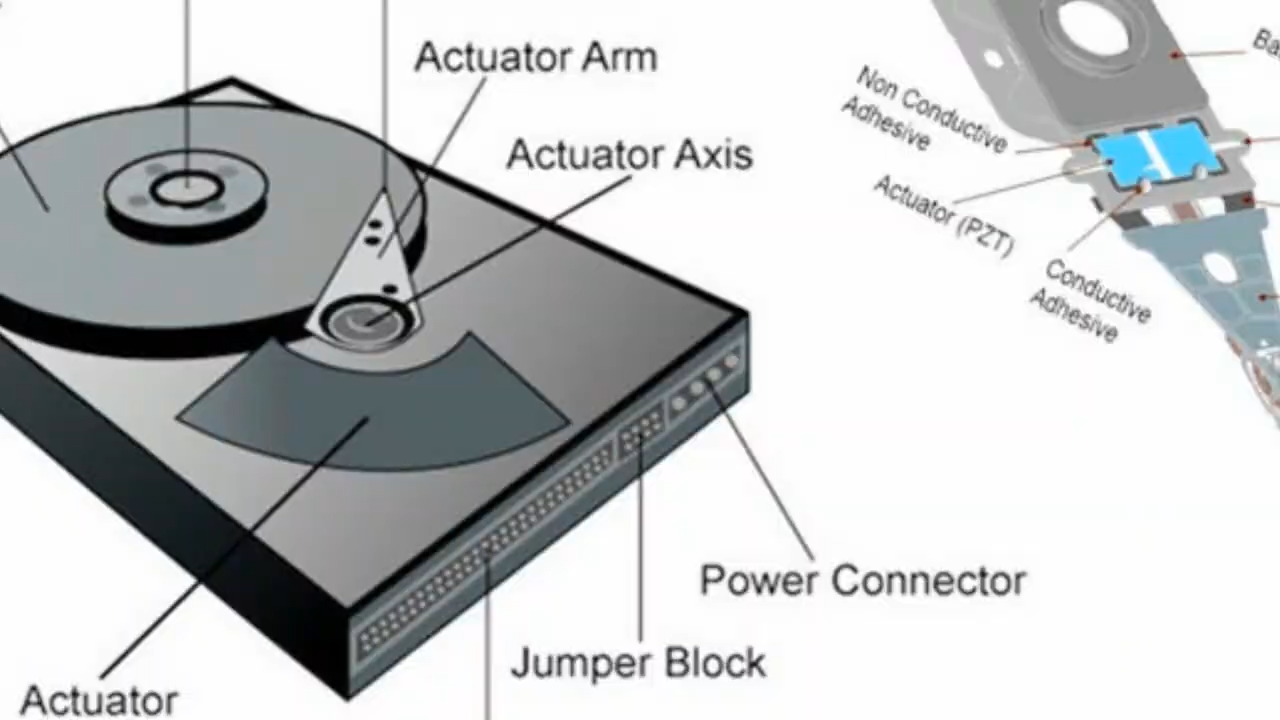 Actuator Arm
Actuator Axis
Non Conductive
Adhesive
Actuator (PZT)
Conductive
Adhesive
Power Connector
Jumper Block
Actuator